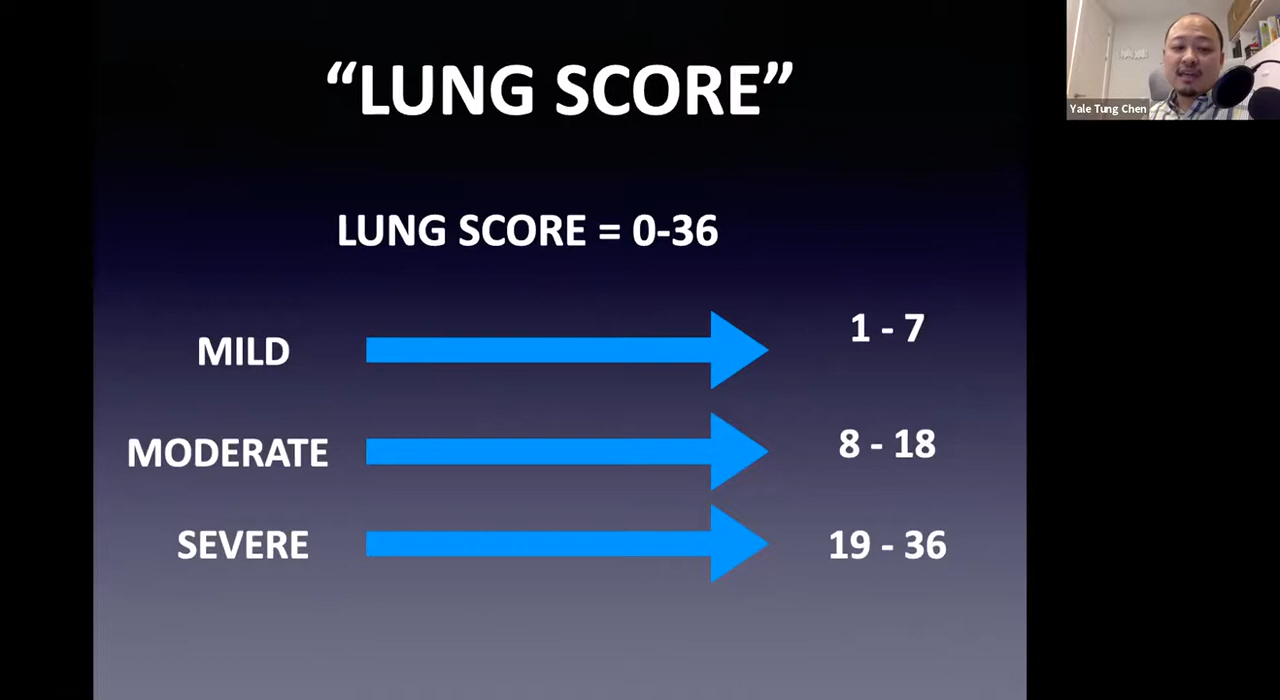 “LUNG SCORE”
Yale Tung Chen
LUNG SCORE = 0-36
MILD 1 - 7
MODERATE 8 - 18
SEVERE 19 - 36